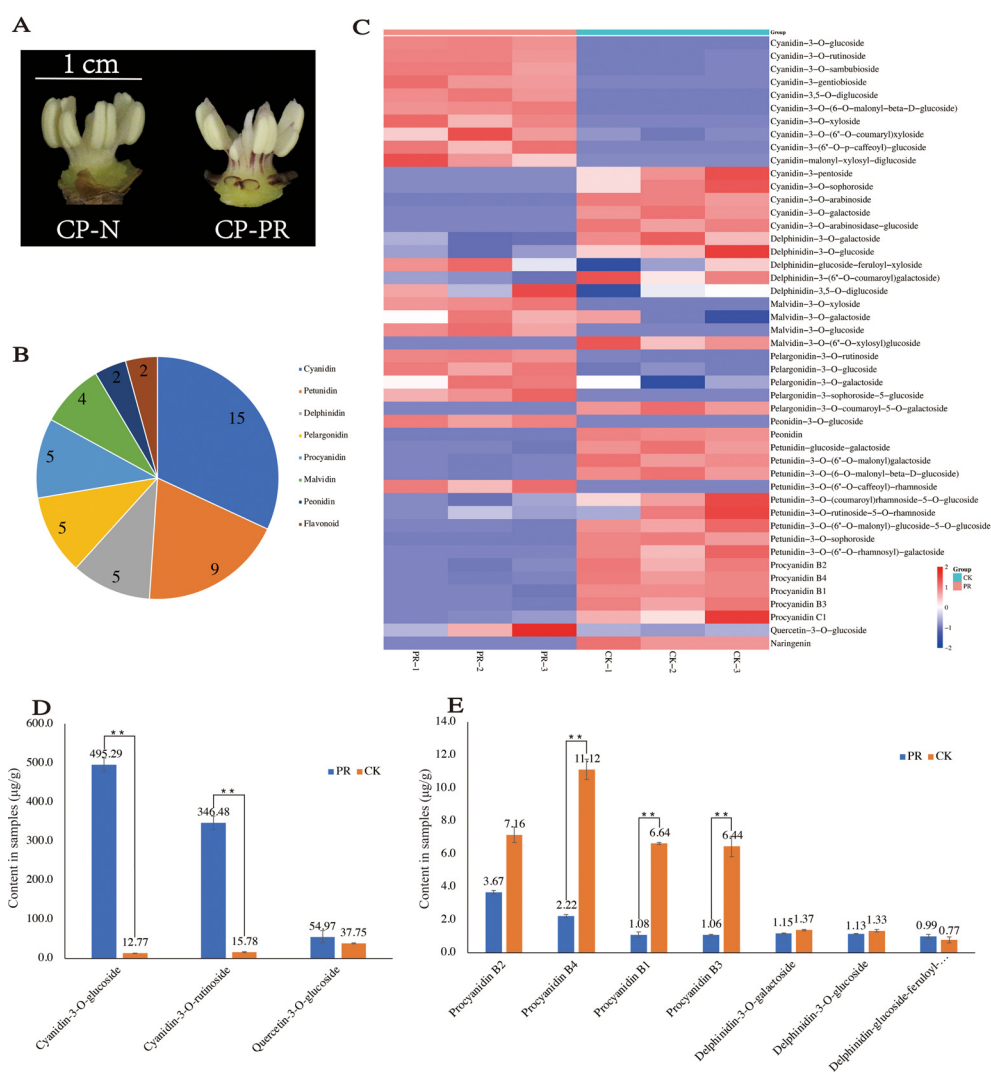 A
1 cm
CP-N
CP-PR
B
15
9
5
5
5
4
2
2
Cyanidin
Petunidin
Delphinidin
Pelargonidin
Procyanidin
Malvidin
Peonidin
Flavonoid
C
Group
Cyanidin-3-O-glucoside
Cyanidin-3-O-rutinoside
Cyanidin-3-O-sambubioside
Cyanidin-3-gentiobioside
Cyanidin-3,5-O-diglucoside
Cyanidin-3-O-(6-O-malonyl-beta-D-glucoside)
Cyanidin-3-O-xyloside
Cyanidin-3-O-(6"-O-coumaryl)xyloside
Cyanidin-3-(6"-O-p-caffeoyl)-glucoside
Cyanidin-malonyl-xylosyl-diglucoside
Cyanidin-3-pentoside
Cyanidin-3-O-sophoroside
Cyanidin-3-O-arabinoside
Cyanidin-3-O-galactoside
Cyanidin-3-O-arabinosidase-glucoside
Delphinidin-3-O-galactoside
Delphinidin-3-O-glucoside
Delphinidin-glucoside-feruloyl-xyloside
Delphinidin-3-(6"-O-coumaroyl)galactoside)
Delphinidin-3,5-O-diglucoside
Malvidin-3-O-xyloside
Malvidin-3-O-galactoside
Malvidin-3-O-glucoside
Malvidin-3-O-(6"-O-xylosyl)glucoside
Pelargonidin-3-O-rutinoside
Pelargonidin-3-O-glucoside
Pelargonidin-3-O-galactoside
Pelargonidin-3-sophoroside-5-glucoside
Pelargonidin-3-O-coumaroyl-5-O-galactoside
Peonidin-3-O-glucoside
Peonidin
Petunidin-glucoside-galactoside
Petunidin-3-O-(6"-O-malonyl)galactoside
Petunidin-3-O-(6-O-malonyl-beta-D-glucoside)
Petunidin-3-O-(6"-O-caffeoyl)-rhamnoside
Petunidin-3-O-(coumaroyl)rhamnoside-5-O-glucoside
Petunidin-3-O-rutinoside-5-O-rhamnoside
Petunidin-3-O-(6"-O-malonyl)-glucoside-5-O-glucoside
Petunidin-3-O-sophoroside
Petunidin-3-O-(6"-O-rhamnosyl)-galactoside
Procyanidin B2
Procyanidin B4
Procyanidin B1
Procyanidin B3
Procyanidin C1
Quercetin-3-O-glucoside
Naringenin
PR-1
PR-2
PR-3
CK-1
CK-2
CK-3
2
1
0
-1
-2
Group
CK
PR
D
Content in samples (μg/g)
600.0
500.0
400.0
300.0
200.0
100.0
0.0
**
495.29
12.77
**
346.48
15.78
54.97
37.75
PR
CK
Cyanidin-3-O-glucoside
Cyanidin-3-O-rutinoside
Quercetin-3-O-glucoside
E
Content in samples (μg/g)
14.0
12.0
10.0
8.0
6.0
4.0
2.0
0.0
3.67
7.16
**
2.22
11.12
**
1.08
6.64
**
1.06
6.44
1.15
1.37
1.13
1.33
0.99
0.77
PR
CK
Procyanidin B2
Procyanidin B4
Procyanidin B1
Procyanidin B3
Delphinidin-3-O-galactoside
Delphinidin-3-O-glucoside
Delphinidin-glucoside-feruloyl-…